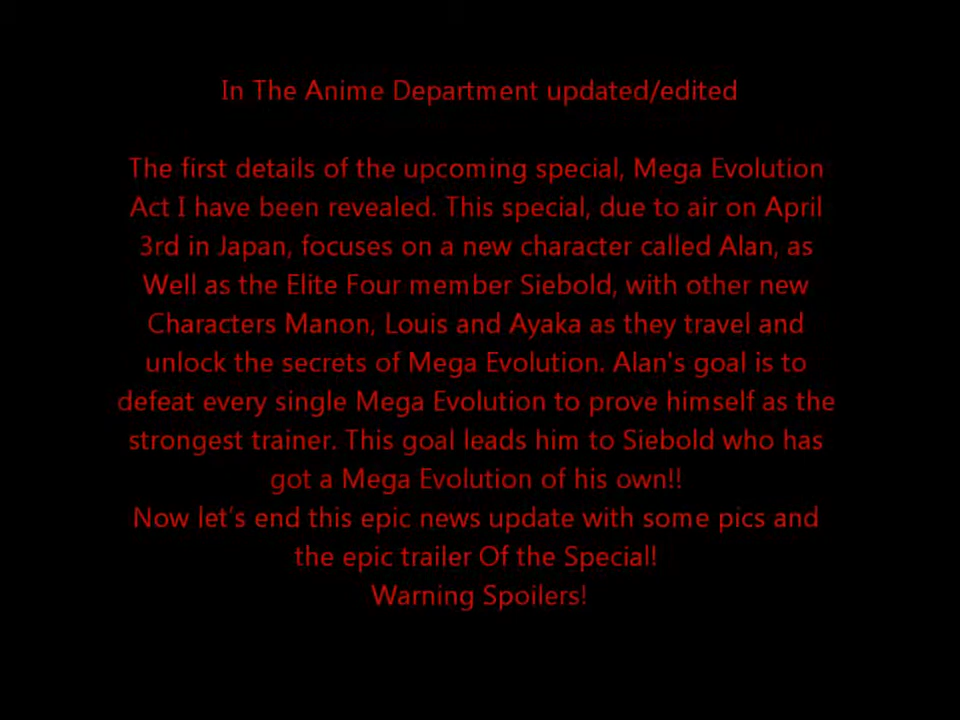 In The Anime Department updated/edited
The first details of the upcoming special, Mega Evolution
Act I have been revealed. This special, due to air on April
3rd in Japan, focuses on a new character called Alan, as
Well as the Elite Four member Siebold, with other new
Characters Manon, Louis and Ayaka as they travel and
unlock the secrets of Mega Evolution. Alan's goal is to
defeat every single Mega Evolution to prove himself as the
strongest trainer. This goal leads him to Siebold who has
got a Mega Evolution of his own!!
Now let's end this epic news update with some pics and
the epic trailer Of the Special!
Warning Spoilers!